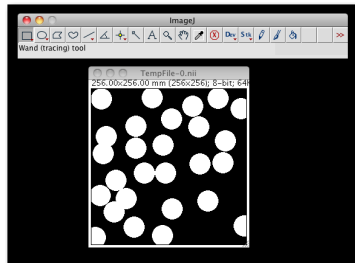 ImageJ
A Dev Stk >>
Wand (tracing) tool
TempFile-0.nii
256.00x256.00 mm (256x256); 8-bit; 64K